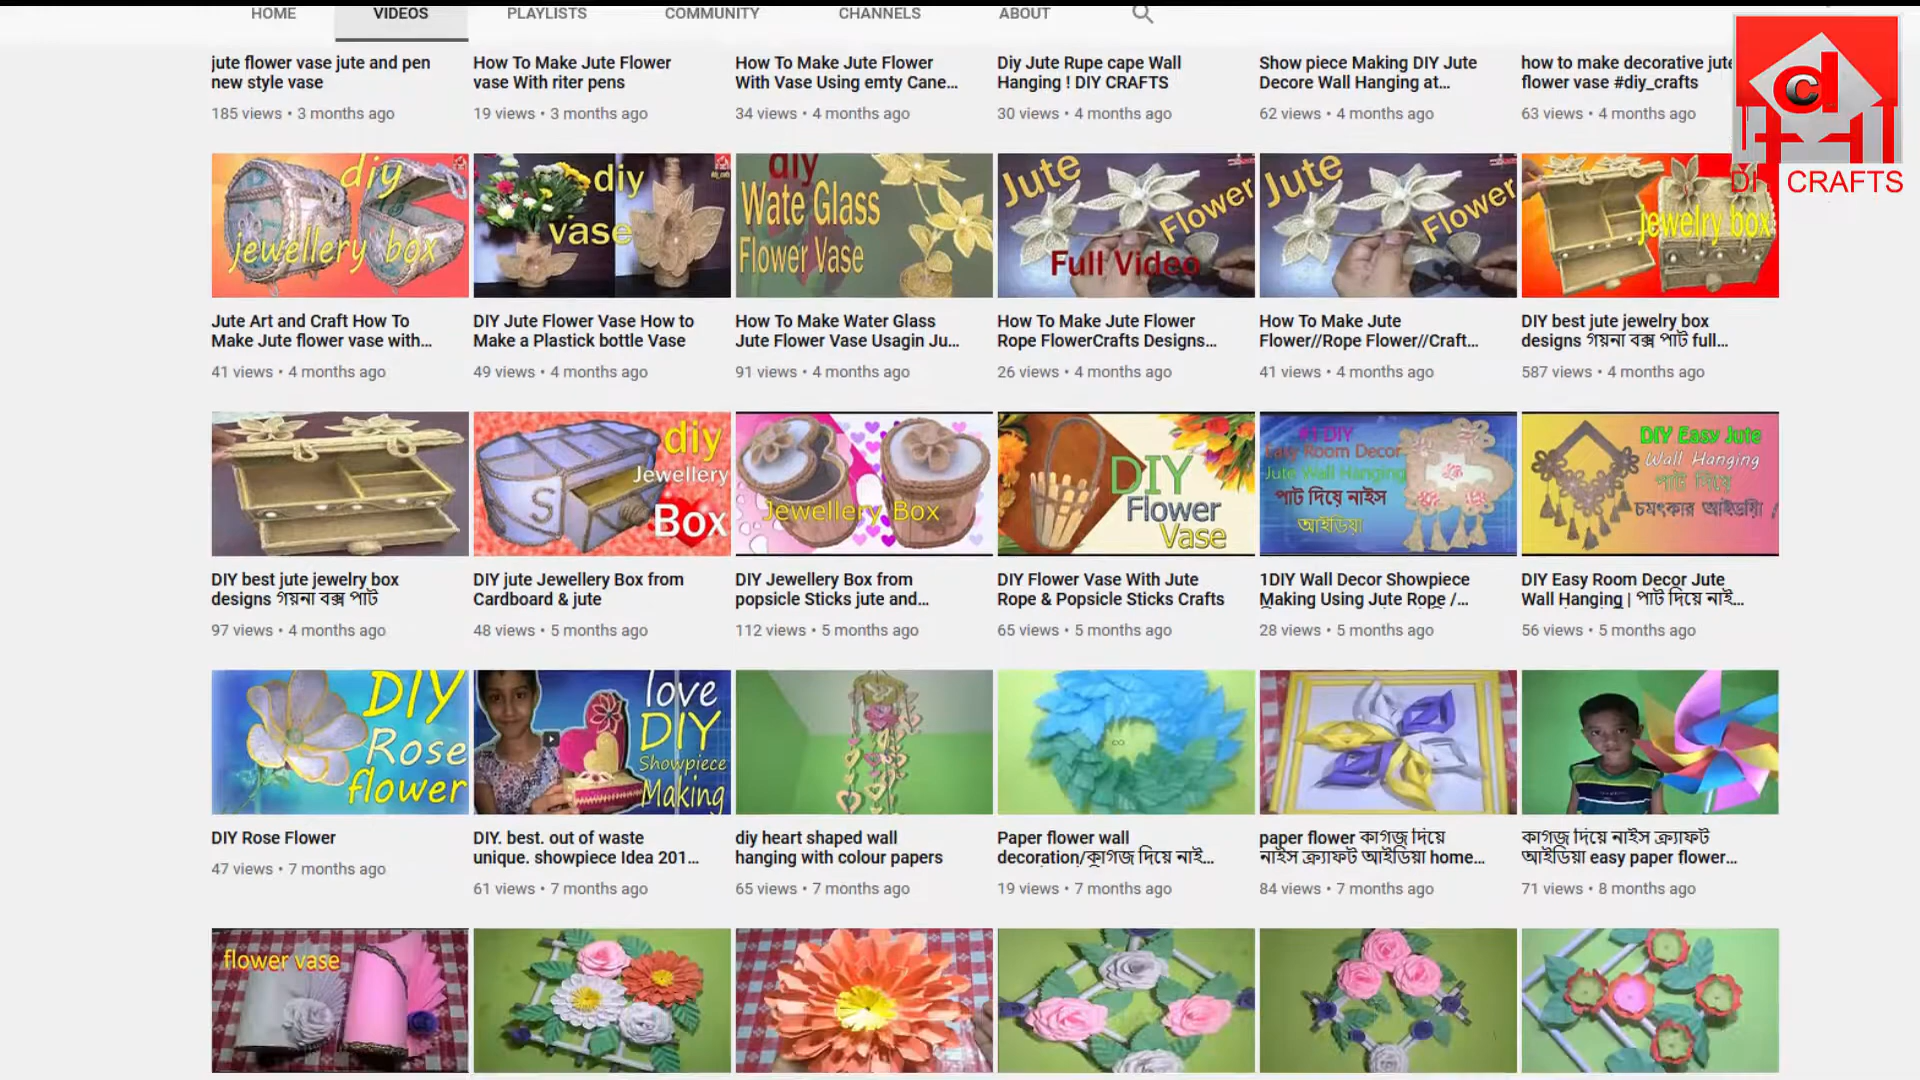 HOME VIDEOS PLAYLISTS COMMUNITY CHANNELS ABOUT
jute flower vase jute and pen
new style vase
185 views • 3 months ago
How To Make Jute Flower
vase With riter pens
19 views • 3 months ago
How To Make Jute Flower
With Vase Using emty Cane...
34 views • 4 months ago
Diy Jute Rupe cape Wall
Hanging ! DIY CRAFTS
30 views • 4 months ago
Show piece Making DIY Jute
Decore Wall Hanging at...
62 views • 4 months ago
how to make decorative jute
flower vase #diy_crafts
63 views • 4 months ago
dc
CRAFTS
diy
jewellery box
diy
vase
diy
Wate Glass
Flower Vase
Jute
Flower
Full Video
Jute
Flower
jewelry box
Jute Art and Craft How To
Make Jute flower vase with...
41 views • 4 months ago
DIY Jute Flower Vase How to
Make a Plastick bottle Vase
49 views • 4 months ago
How To Make Water Glass
Jute Flower Vase Usagin Ju...
91 views • 4 months ago
How To Make Jute Flower
Rope FlowerCrafts Designs...
26 views • 4 months ago
How To Make Jute
Flower//Rope Flower//Craft...
41 views • 4 months ago
DIY best jute jewelry box
designs গয়না বক্স পাট full...
587 views • 4 months ago
diy
Jewellery
Box
S
Jewellery Box
DIY
Flower
Vase
#1 DIY
Easy Room Decor
Jute Wall Hanging
পাট দিয়ে নাইস
আইডিয়া
DIY Easy Jute
Wall Hanging
পাট দিয়ে
চমৎকার আইডিয়া !
DIY best jute jewelry box
designs গয়না বক্স পাট
97 views • 4 months ago
DIY jute Jewellery Box from
Cardboard & jute
48 views • 5 months ago
DIY Jewellery Box from
popsicle Sticks jute and...
112 views • 5 months ago
DIY Flower Vase With Jute
Rope & Popsicle Sticks Crafts
65 views • 5 months ago
1DIY Wall Decor Showpiece
Making Using Jute Rope /...
28 views • 5 months ago
DIY Easy Room Decor Jute
Wall Hanging | পাট দিয়ে নাই...
56 views • 5 months ago
DIY
Rose
flower
love
DIY
Showpiece
Making
DIY Rose Flower
47 views • 7 months ago
DIY. best. out of waste
unique. showpiece Idea 201...
61 views • 7 months ago
diy heart shaped wall
hanging with colour papers
65 views • 7 months ago
Paper flower wall
decoration/কাগজ দিয়ে নাই...
19 views • 7 months ago
paper flower কাগজ দিয়ে
নাইস ক্র্যাফট আইডিয়া home...
84 views • 7 months ago
কাগজ দিয়ে নাইস ক্র্যাফট
আইডিয়া easy paper flower...
71 views • 8 months ago
flower vase